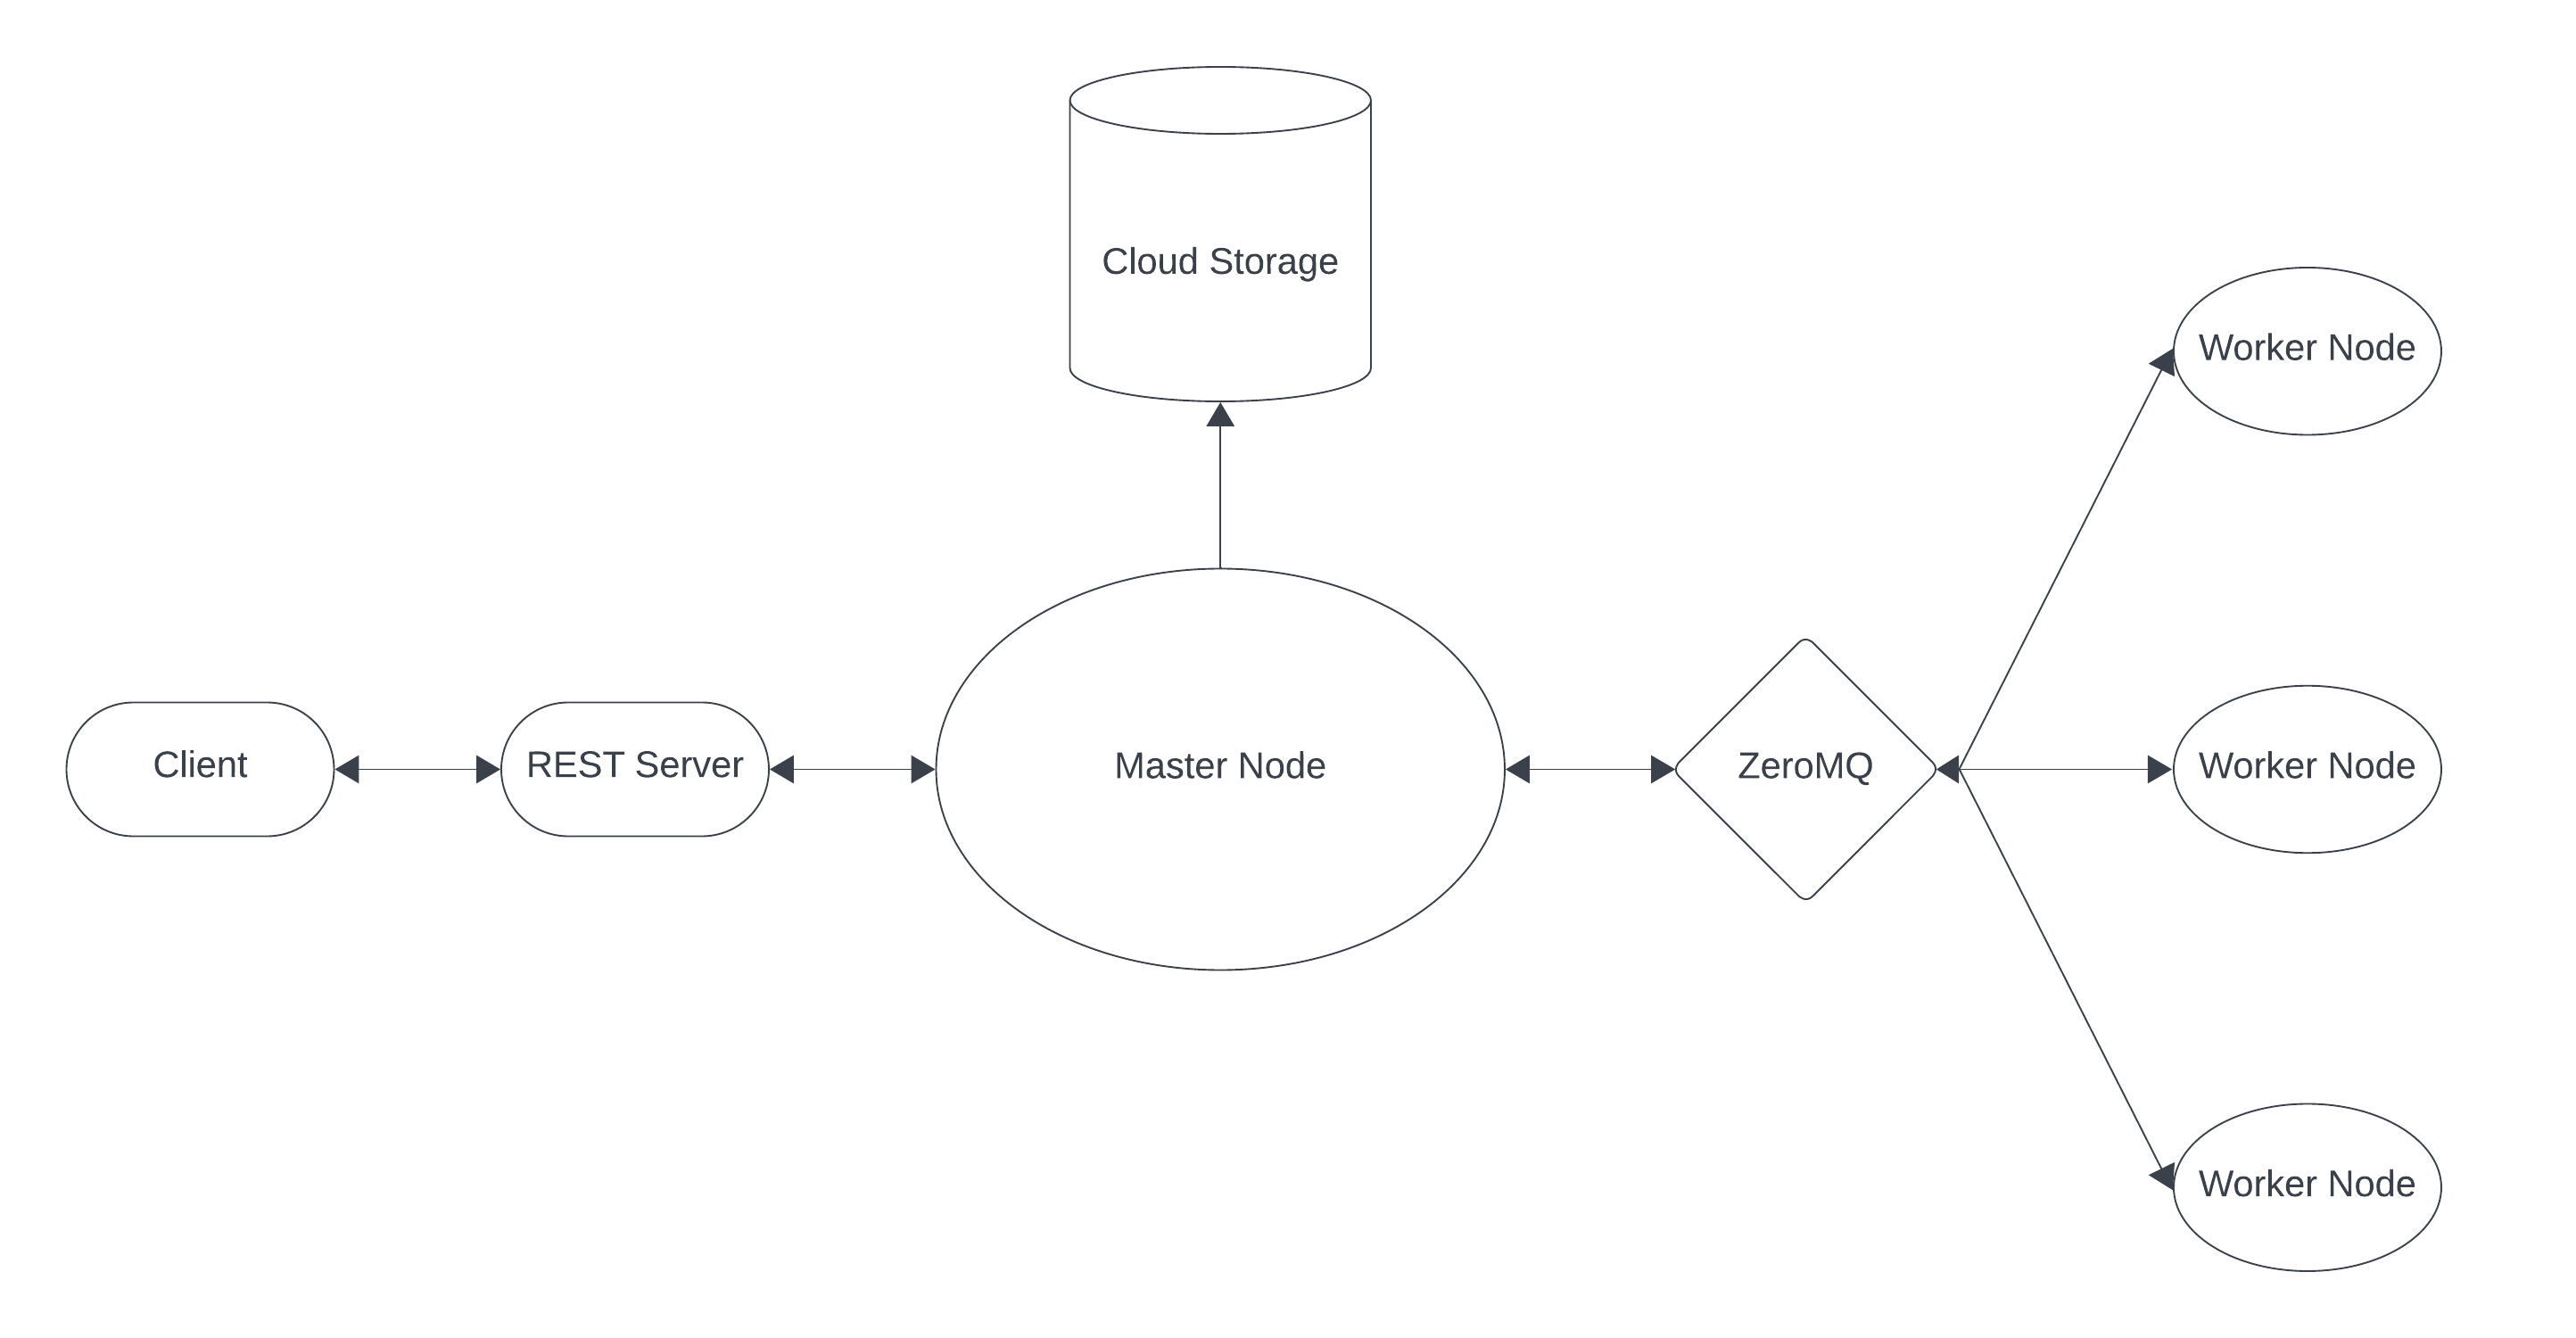 Cloud Storage
Worker Node
Client
REST Server
Master Node
ZeroMQ
Worker Node
Worker Node